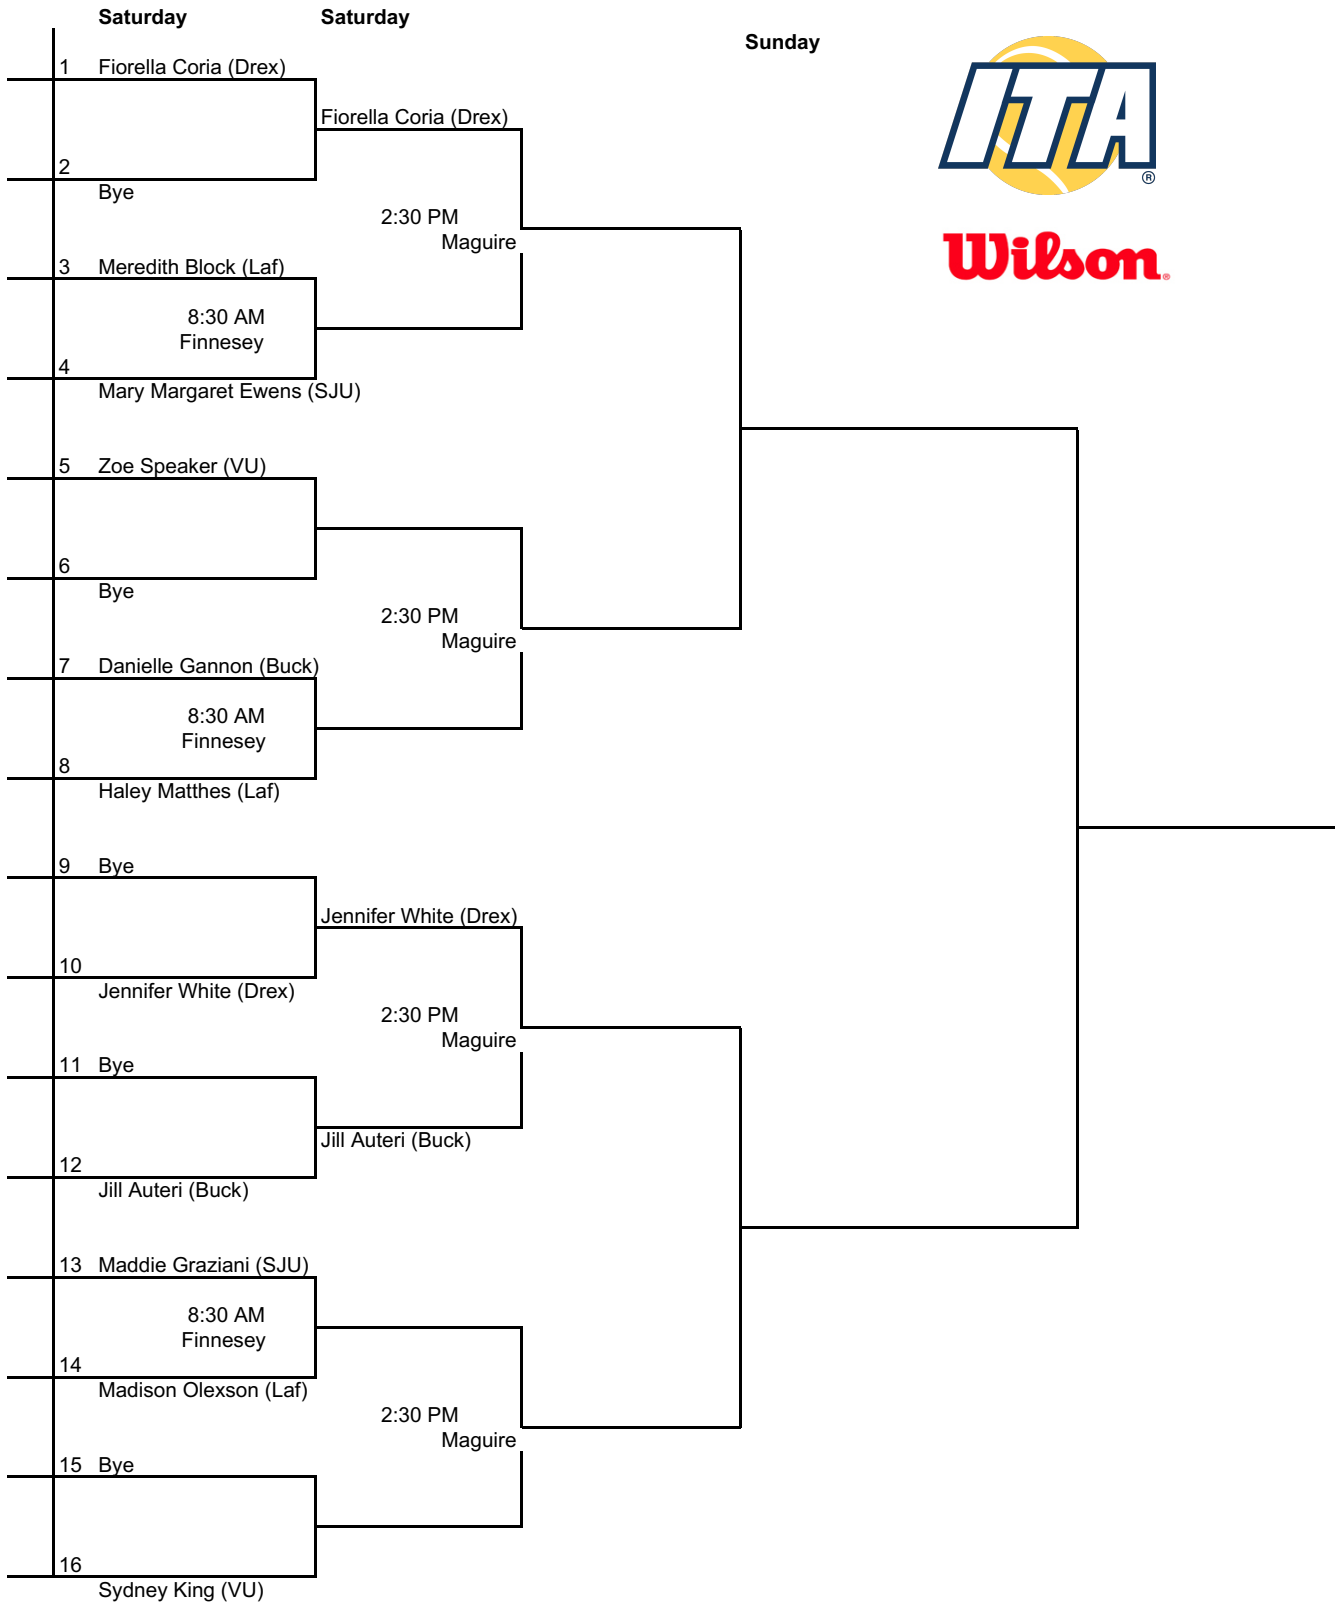 Saturday
Saturday
Sunday
ITA
®
Wilson.
1 Fiorella Coria (Drex)
Fiorella Coria (Drex)
2
Bye
2:30 PM
Maguire
3 Meredith Block (Laf)
8:30 AM
Finnesey
4
Mary Margaret Ewens (SJU)
5 Zoe Speaker (VU)
6
Bye
2:30 PM
Maguire
7 Danielle Gannon (Buck)
8:30 AM
Finnesey
8
Haley Matthes (Laf)
9 Bye
Jennifer White (Drex)
10
Jennifer White (Drex)
2:30 PM
Maguire
11 Bye
Jill Auteri (Buck)
12
Jill Auteri (Buck)
13 Maddie Graziani (SJU)
8:30 AM
Finnesey
14
Madison Olexson (Laf)
2:30 PM
Maguire
15 Bye
16
Sydney King (VU)